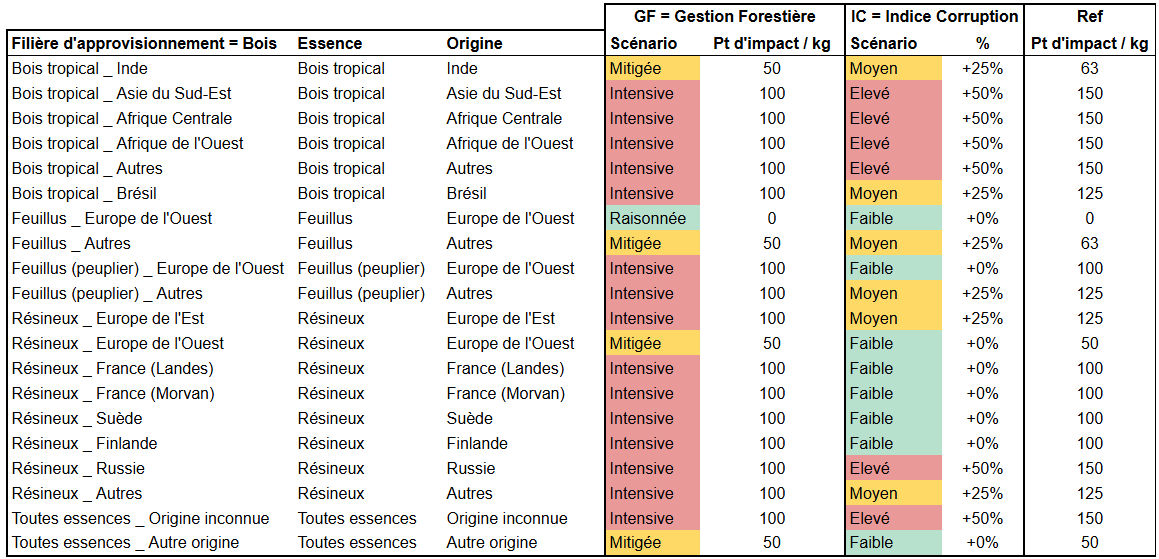 GF = Gestion Forestière IC = Indice Corruption Ref
Filière d'approvisionnement = Bois Essence Origine Scénario Pt d'impact / kg Scénario % Pt d'impact / kg
Bois tropical _ Inde Bois tropical Inde Mitigée 50 Moyen +25% 63
Bois tropical _ Asie du Sud-Est Bois tropical Asie du Sud-Est Intensive 100 Elevé +50% 150
Bois tropical _ Afrique Centrale Bois tropical Afrique Centrale Intensive 100 Elevé +50% 150
Bois tropical _ Afrique de l'Ouest Bois tropical Afrique de l'Ouest Intensive 100 Elevé +50% 150
Bois tropical _ Autres Bois tropical Autres Intensive 100 Elevé +50% 150
Bois tropical _ Brésil Bois tropical Brésil Intensive 100 Moyen +25% 125
Feuillus _ Europe de l'Ouest Feuillus Europe de l'Ouest Raisonnée 0 Faible +0% 0
Feuillus _ Autres Feuillus Autres Mitigée 50 Moyen +25% 63
Feuillus (peuplier) _ Europe de l'Ouest Feuillus (peuplier) Europe de l'Ouest Intensive 100 Faible +0% 100
Feuillus (peuplier) _ Autres Feuillus (peuplier) Autres Intensive 100 Moyen +25% 125
Résineux _ Europe de l'Est Résineux Europe de l'Est Intensive 100 Moyen +25% 125
Résineux _ Europe de l'Ouest Résineux Europe de l'Ouest Mitigée 50 Faible +0% 50
Résineux _ France (Landes) Résineux France (Landes) Intensive 100 Faible +0% 100
Résineux _ France (Morvan) Résineux France (Morvan) Intensive 100 Faible +0% 100
Résineux _ Suède Résineux Suède Intensive 100 Faible +0% 100
Résineux _ Finlande Résineux Finlande Intensive 100 Faible +0% 100
Résineux _ Russie Résineux Russie Intensive 100 Elevé +50% 150
Résineux _ Autres Résineux Autres Intensive 100 Moyen +25% 125
Toutes essences _ Origine inconnue Toutes essences Origine inconnue Intensive 100 Elevé +50% 150
Toutes essences _ Autre origine Toutes essences Autre origine Mitigée 50 Faible +0% 50